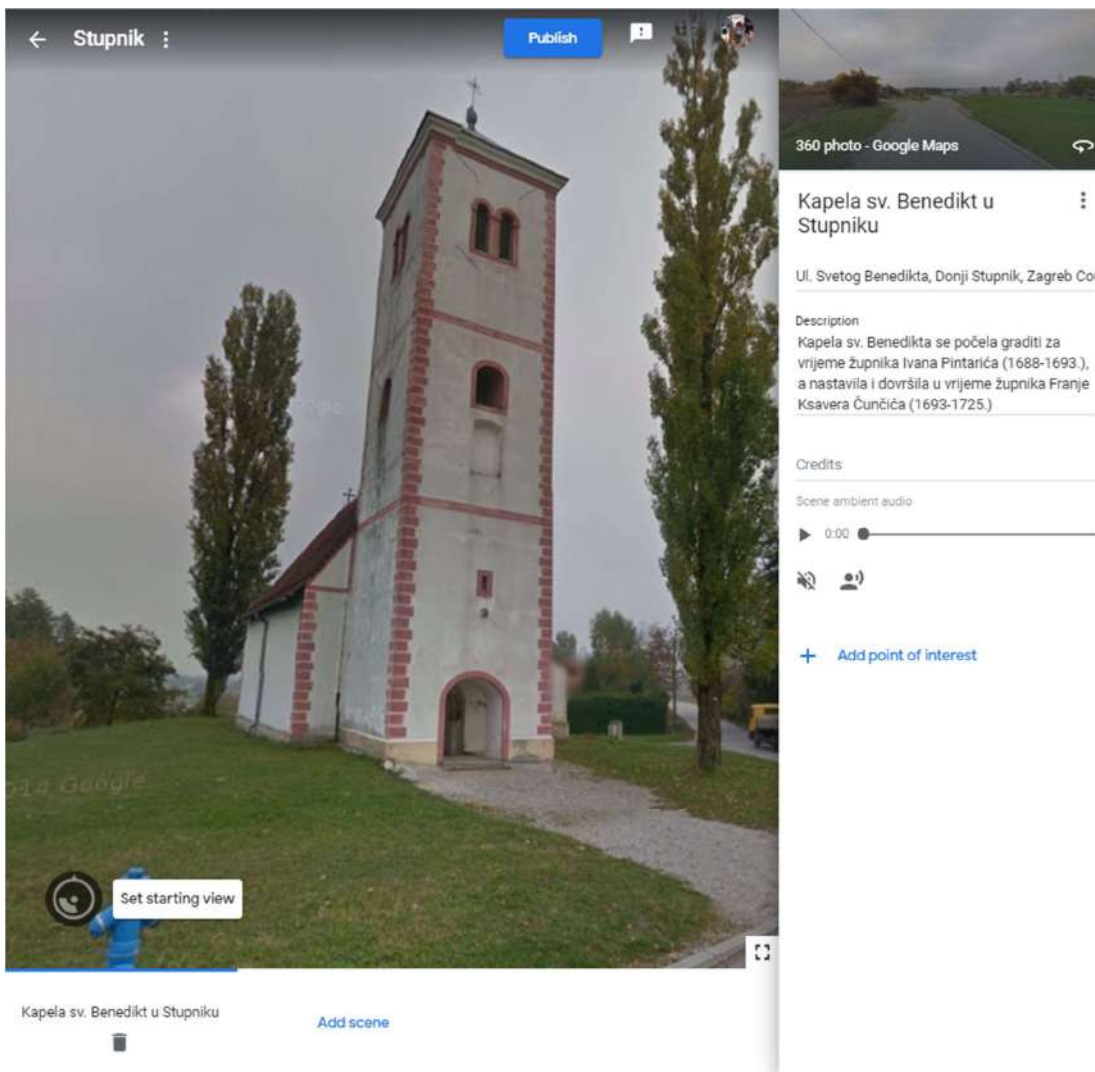 Stupnik
Publish
360 photo - Google Maps
Kapela sv. Benedikt u
Stupniku
Ul. Svetog Benedikta, Donji Stupnik, Zagreb Co
Description
Kapela sv. Benedikta se počela graditi za
vrijeme župnika Ivana Pintarića (1688-1693.),
a nastavila i dovršila u vrijeme župnika Franje
Ksavera Čunčića (1693-1725.)
Credits
Scene ambient audio
0:00
Add point of interest
Google
Google
Set starting view
Kapela sv. Benedikt u Stupniku
Add scene